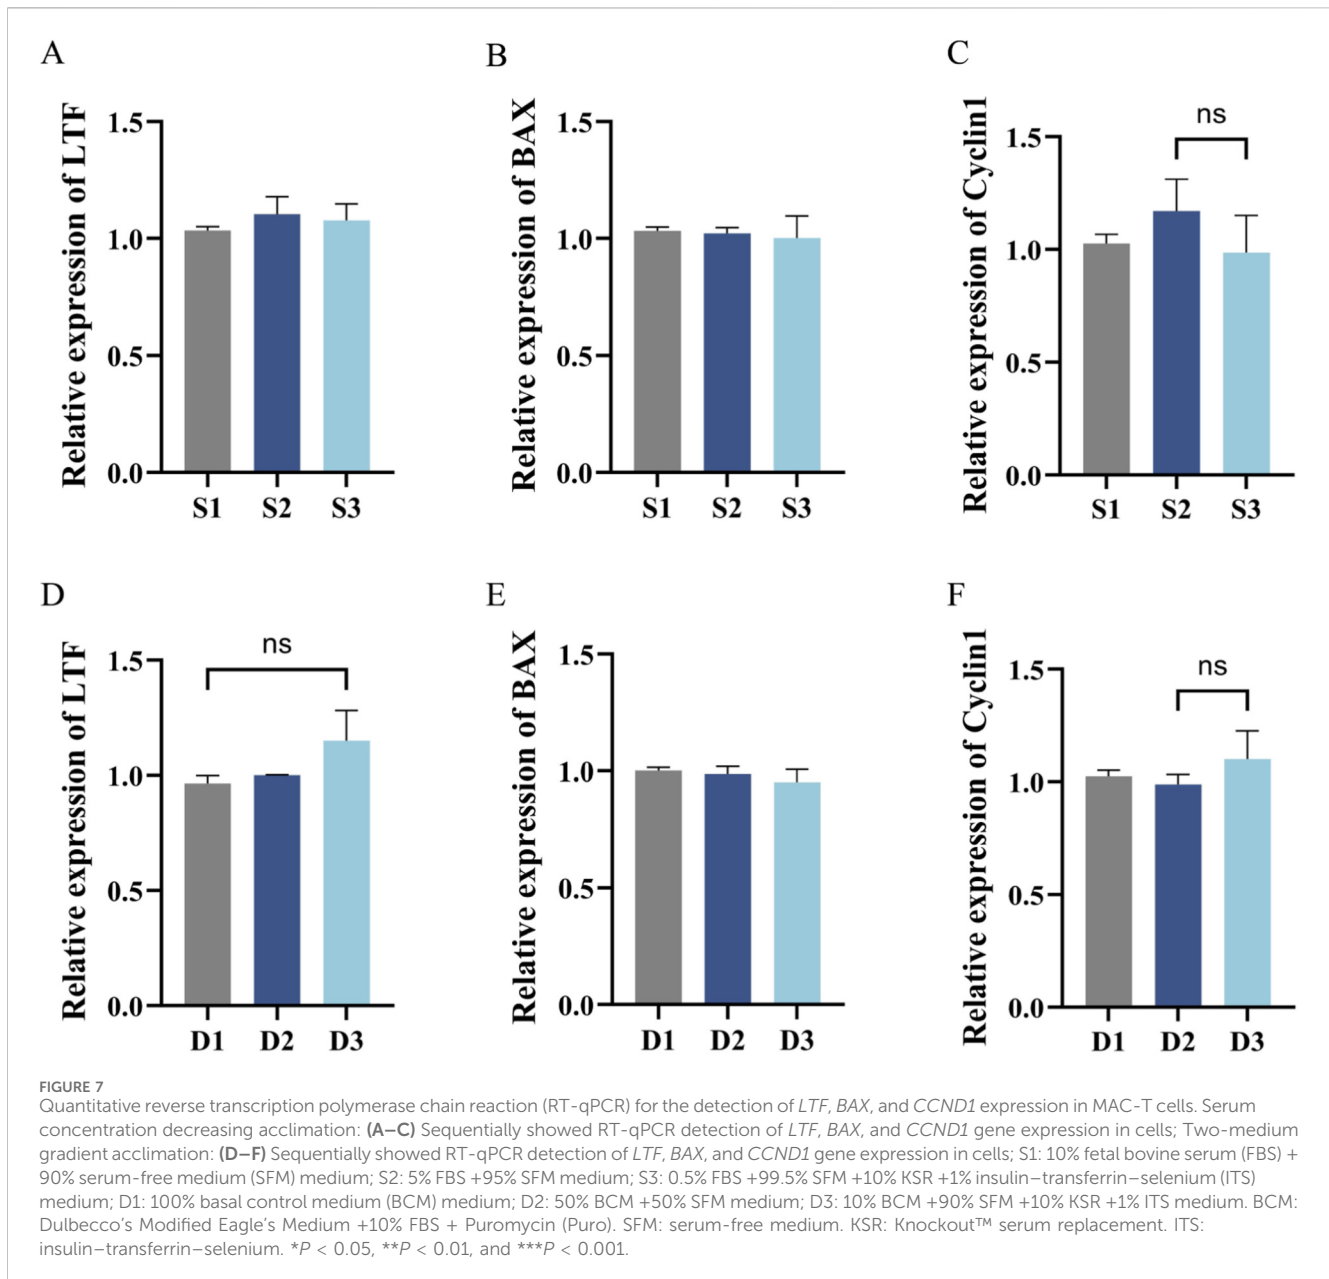 A
B
C
Relative expression of LTF
1.5
1.0
0.5
0.0
S1 S2 S3
Relative expression of BAX
1.5
1.0
0.5
0.0
S1 S2 S3
Relative expression of Cyclin1
ns
1.5
1.0
0.5
0.0
S1 S2 S3
D
E
F
Relative expression of LTF
ns
1.5
1.0
0.5
0.0
D1 D2 D3
Relative expression of BAX
1.5
1.0
0.5
0.0
D1 D2 D3
Relative expression of Cyclin1
ns
1.5
1.0
0.5
0.0
D1 D2 D3
FIGURE 7
Quantitative reverse transcription polymerase chain reaction (RT-qPCR) for the detection of LTF, BAX, and CCND1 expression in MAC-T cells. Serum
concentration decreasing acclimation: (A–C) Sequentially showed RT-qPCR detection of LTF, BAX, and CCND1 gene expression in cells; Two-medium
gradient acclimation: (D–F) Sequentially showed RT-qPCR detection of LTF, BAX, and CCND1 gene expression in cells; S1: 10% fetal bovine serum (FBS) +
90% serum-free medium (SFM) medium; S2: 5% FBS +95% SFM medium; S3: 0.5% FBS +99.5% SFM +10% KSR +1% insulin–transferrin–selenium (ITS)
medium; D1: 100% basal control medium (BCM) medium; D2: 50% BCM +50% SFM medium; D3: 10% BCM +90% SFM +10% KSR +1% ITS medium. BCM:
Dulbecco's Modified Eagle's Medium +10% FBS + Puromycin (Puro). SFM: serum-free medium. KSR: Knockout™ serum replacement. ITS:
insulin–transferrin–selenium. *P < 0.05, **P < 0.01, and ***P < 0.001.